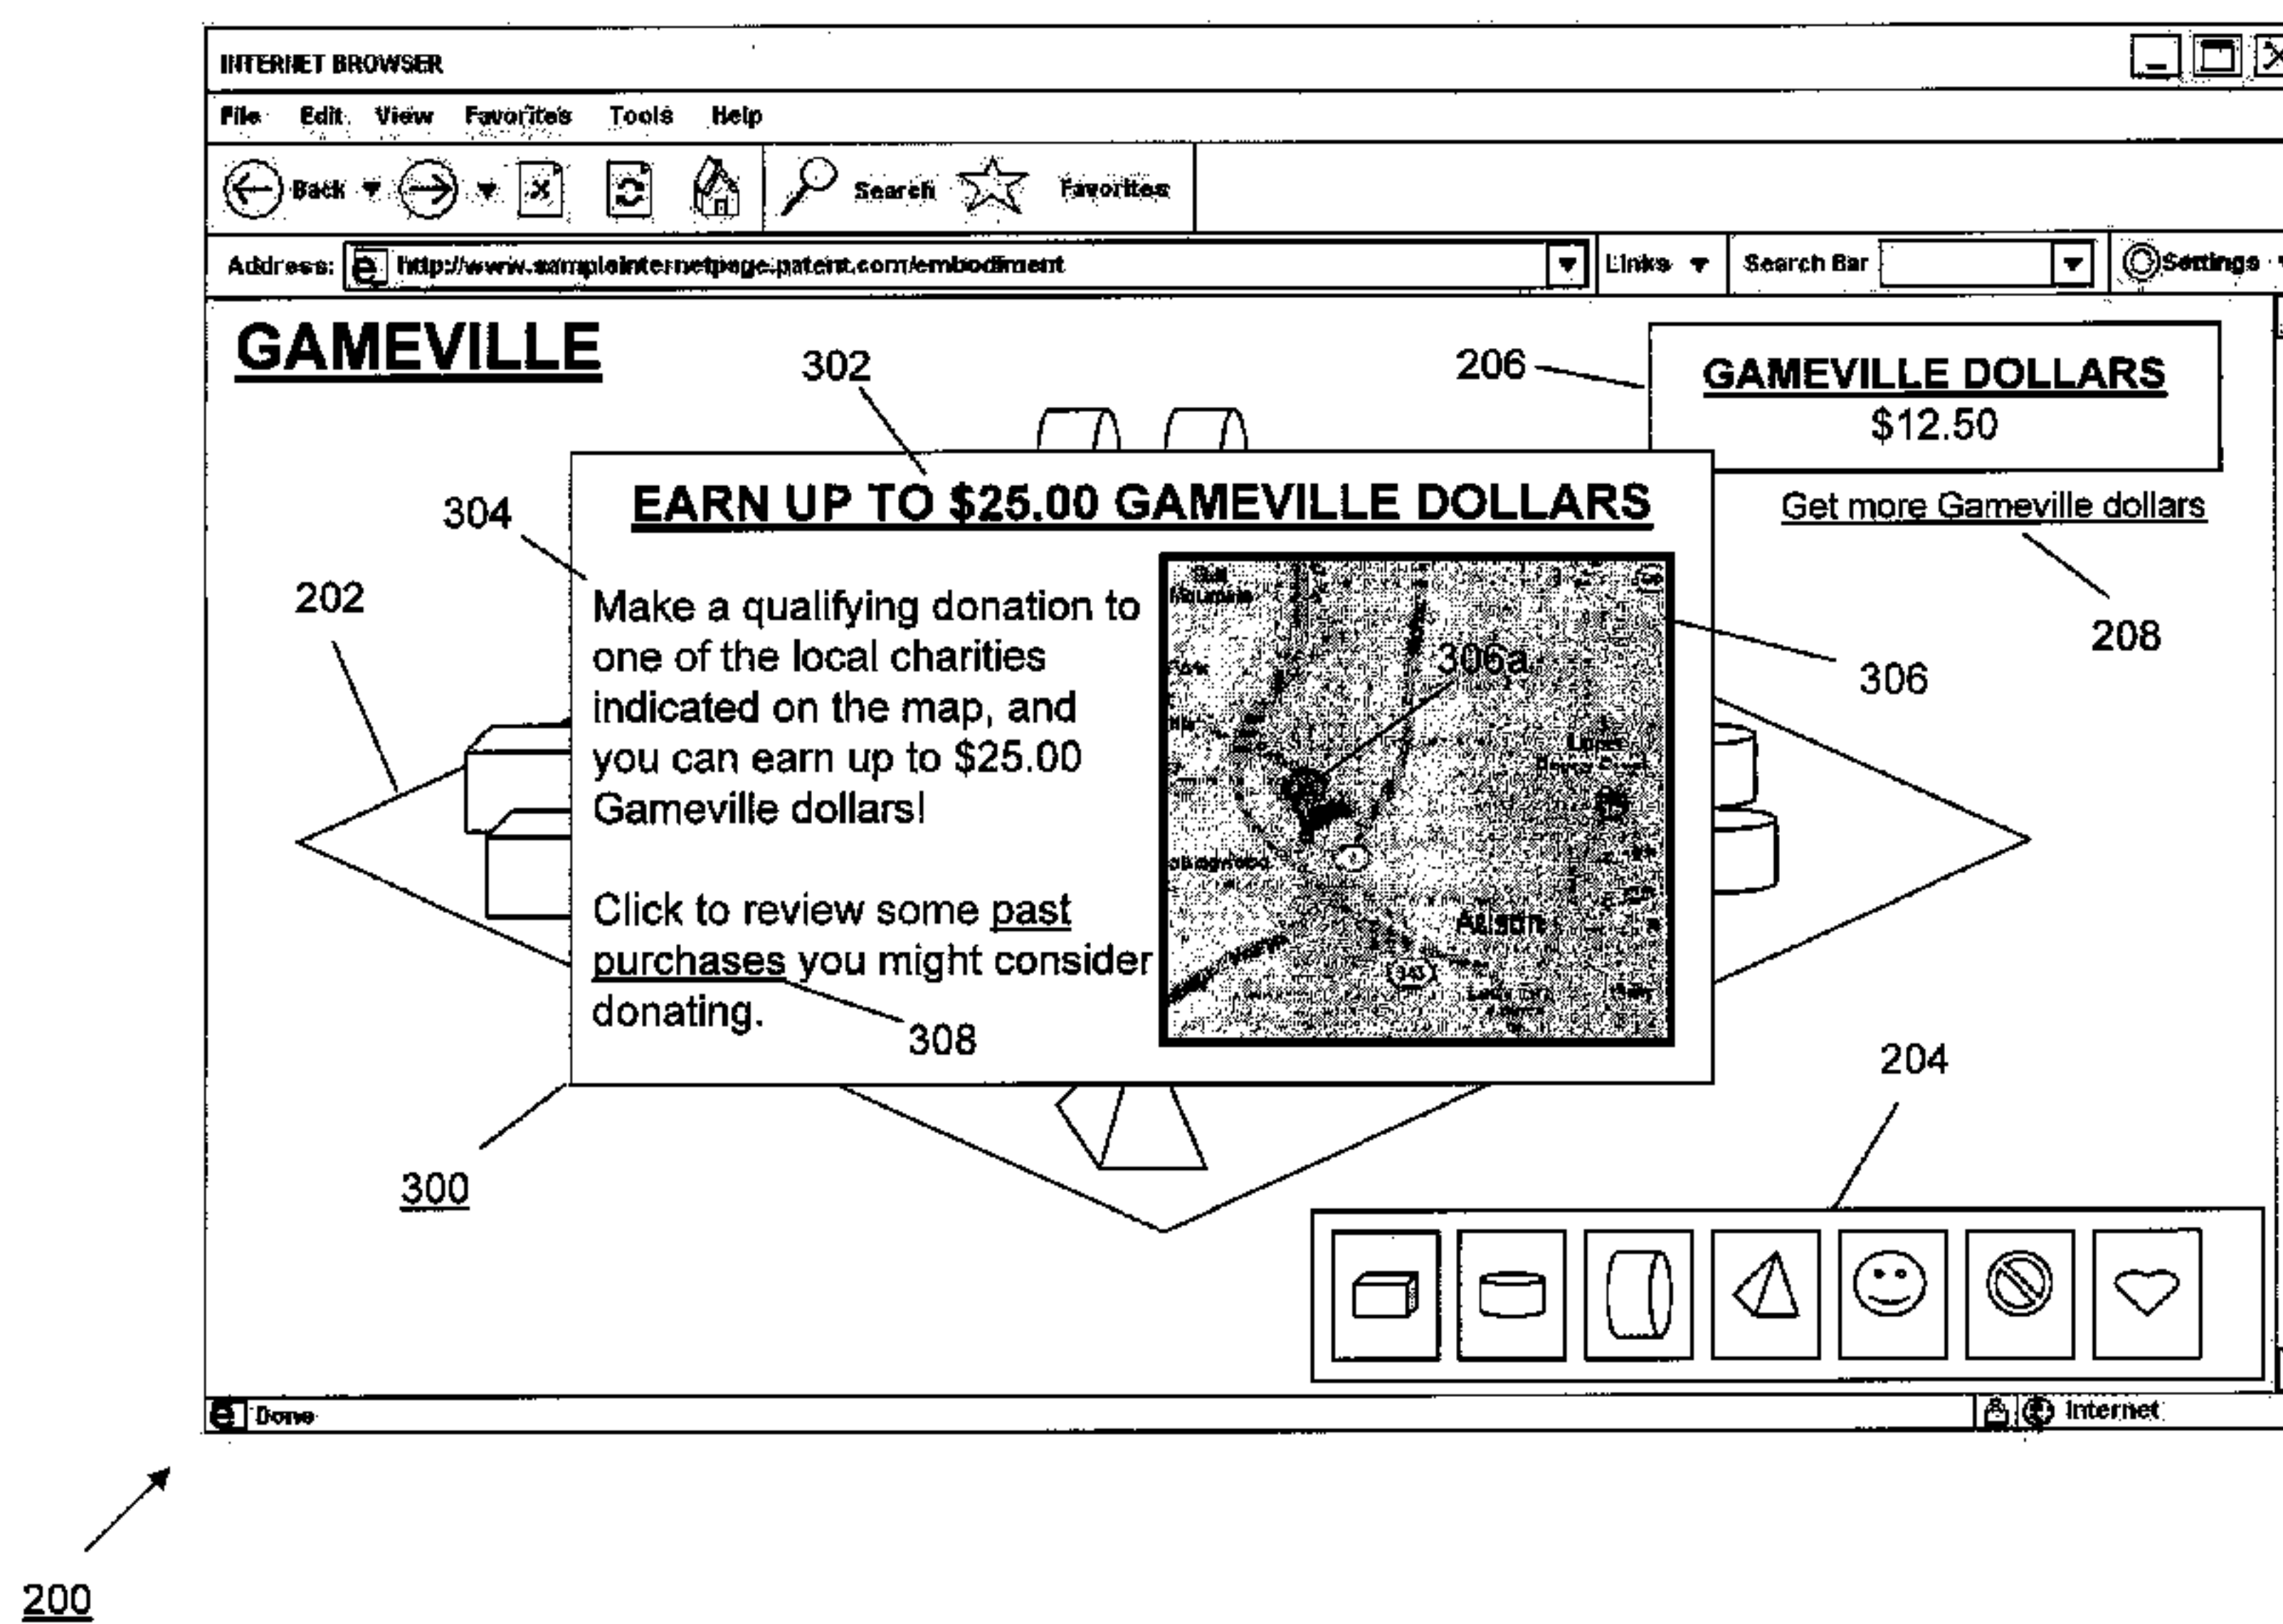 INTERNET BROWSER
File Edit View Favorites Tools Help
Back Search Favorites
Address: http://www.sampleinternetpage.patent.com/embodiment Links Search Bar Settings
GAMEVILLE
302
206
GAMEVILLE DOLLARS
$12.50
304
EARN UP TO $25.00 GAMEVILLE DOLLARS
Get more Gameville dollars
202
208
Make a qualifying donation to
one of the local charities
indicated on the map, and
you can earn up to $25.00
Gameville dollars!
306a
306
Click to review some past
purchases you might consider
donating.
308
Mountain
Austin
343
204
300
Done
Internet
200